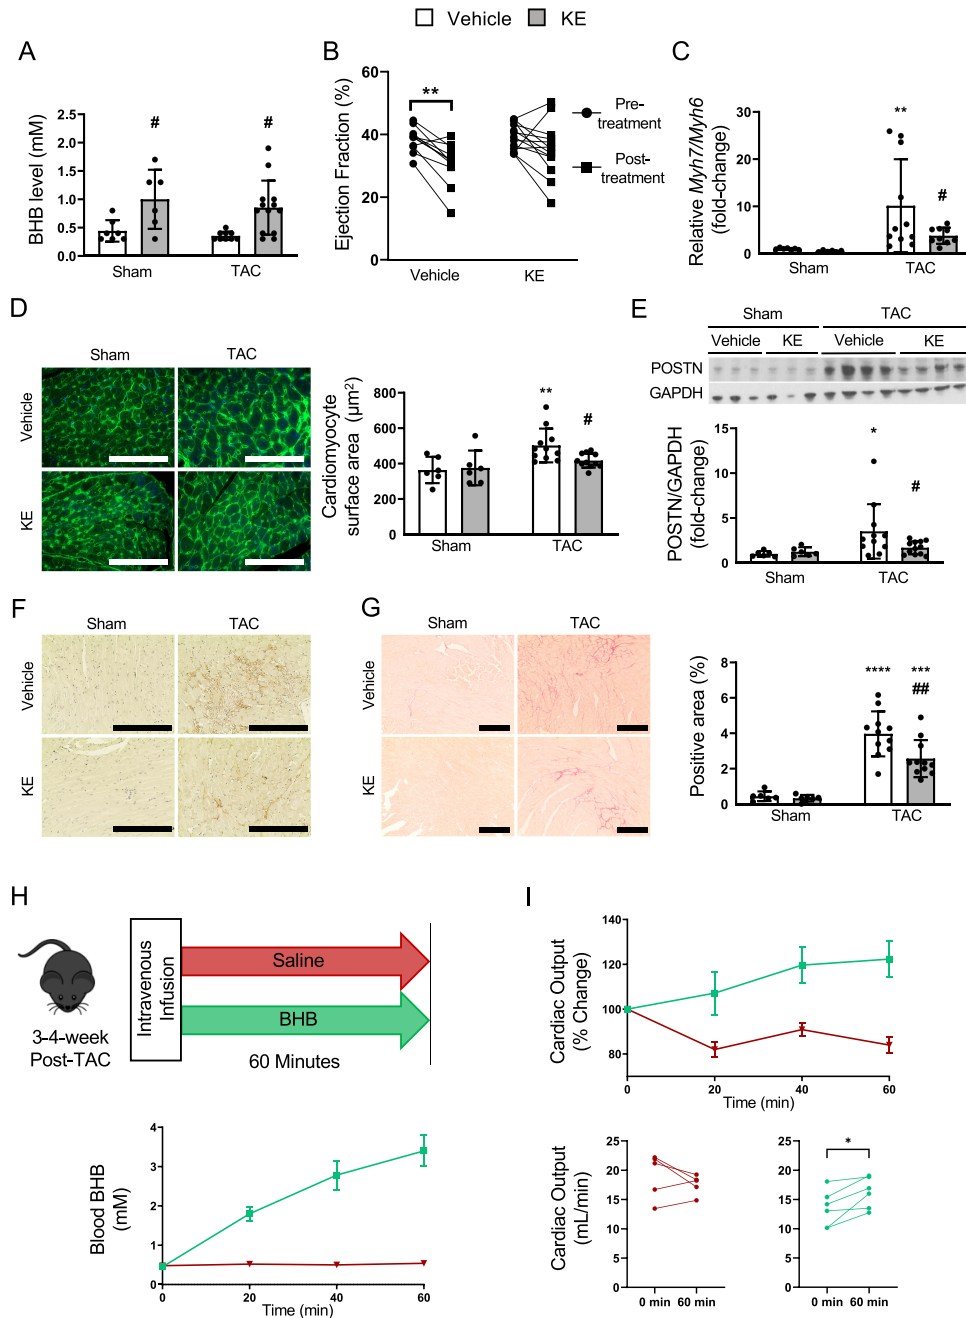 Vehicle KE
A
BHB level (mM)
2.5
2.0
1.5
1.0
0.5
0.0
# #
Sham TAC
B
Ejection Fraction (%)
60
40
20
0
**
Vehicle KE
Pre-
treatment
Post-
treatment
C
Relative Myh7/Myh6
(fold-change)
30
20
10
0
**
#
Sham TAC
D
Sham TAC
Vehicle
KE
Cardiomyocyte
surface area (µm²)
800
600
400
200
0
**
#
Sham TAC
E
Sham TAC
Vehicle KE Vehicle KE
POSTN
GAPDH
POSTN/GAPDH
(fold-change)
15
10
5
0
*
#
Sham TAC
F
Sham TAC
Vehicle
KE
G
Sham TAC
Vehicle
KE
Positive area (%)
8
6
4
2
0
**** ***
##
Sham TAC
H
3-4-week
Post-TAC
Intravenous
Infusion
Saline
BHB
60 Minutes
Blood BHB
(mM)
4
3
2
1
0
0 20 40 60
Time (min)
I
Cardiac Output
(% Change)
120
100
80
0 20 40 60
Time (min)
Cardiac Output
(mL/min)
25
20
15
10
5
0
0 min 60 min
25
20
15
10
5
0
*
0 min 60 min